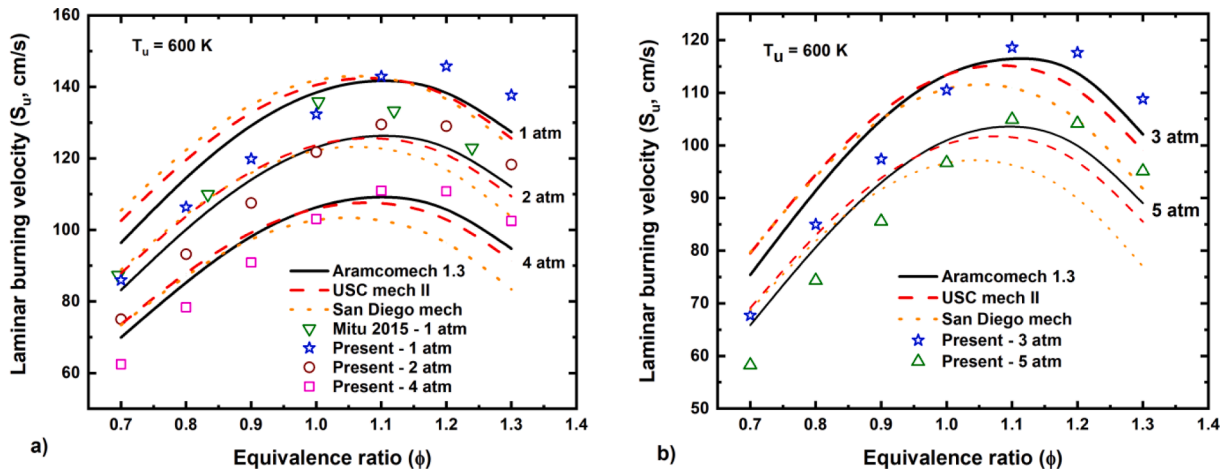 160
140
120
100
80
60
Laminar burning velocity (Su, cm/s)
Tu = 600 K
1 atm
2 atm
4 atm
Aramcomech 1.3
USC mech II
San Diego mech
Mitu 2015 - 1 atm
Present - 1 atm
Present - 2 atm
Present - 4 atm
0.7 0.8 0.9 1.0 1.1 1.2 1.3 1.4
Equivalence ratio (ϕ)
a)
120
110
100
90
80
70
60
50
Laminar burning velocity (Su, cm/s)
Tu = 600 K
3 atm
5 atm
Aramcomech 1.3
USC mech II
San Diego mech
Present - 3 atm
Present - 5 atm
0.7 0.8 0.9 1.0 1.1 1.2 1.3 1.4
Equivalence ratio (ϕ)
b)